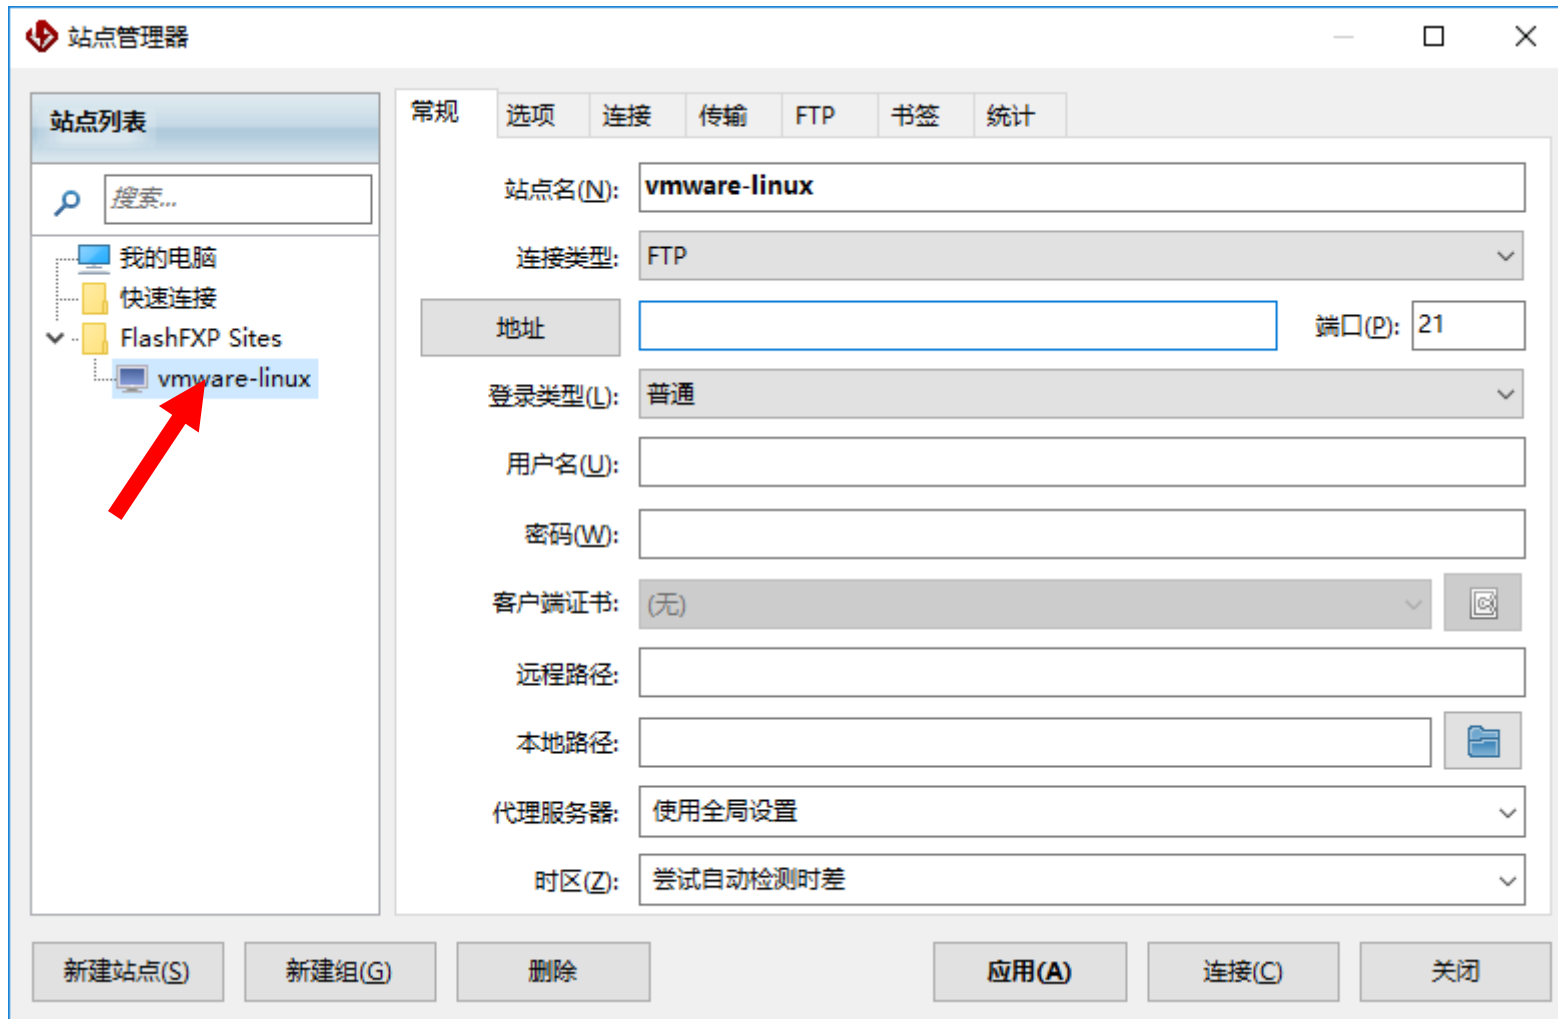 站点管理器
站点列表
搜索...
我的电脑
快速连接
FlashFXP Sites
vmware-linux
常规 选项 连接 传输 FTP 书签 统计
站点名(N): vmware-linux
连接类型: FTP
地址 端口(P): 21
登录类型(L): 普通
用户名(U):
密码(W):
客户端证书: (无)
远程路径:
本地路径:
代理服务器: 使用全局设置
时区(Z): 尝试自动检测时差
新建站点(S) 新建组(G) 删除 应用(A) 连接(C) 关闭